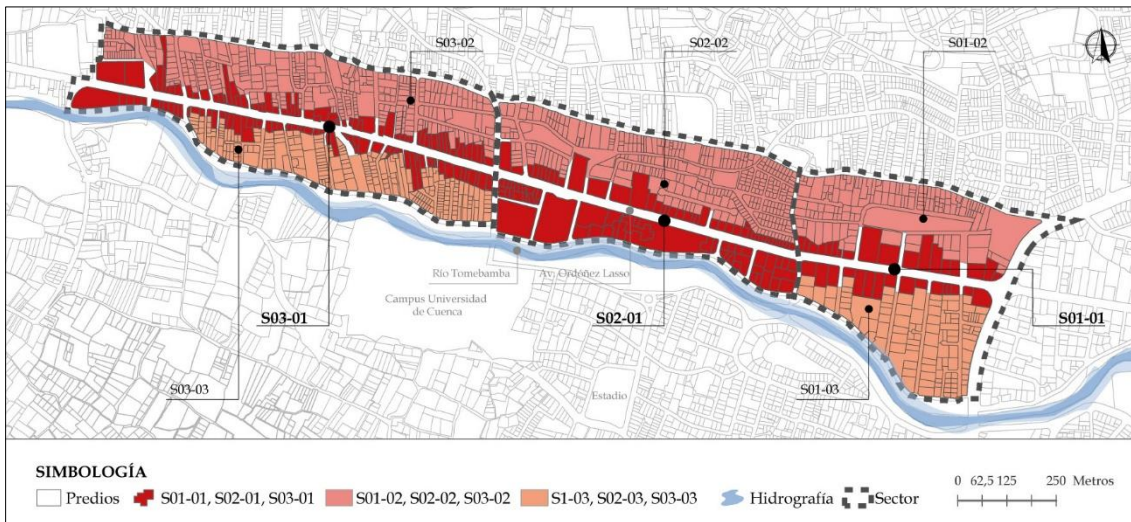 S03-02
S02-02
S01-02
Río Tomebamba
Av. Ordóñez Lasso
Campus Universidad
de Cuenca
S03-01
S02-01
S01-01
S03-03
Estadio
S01-03
SIMBOLOGÍA
Predios
S01-01, S02-01, S03-01
S01-02, S02-02, S03-02
S1-03, S02-03, S03-03
Hidrografía
Sector
0 62,5 125 250 Metros